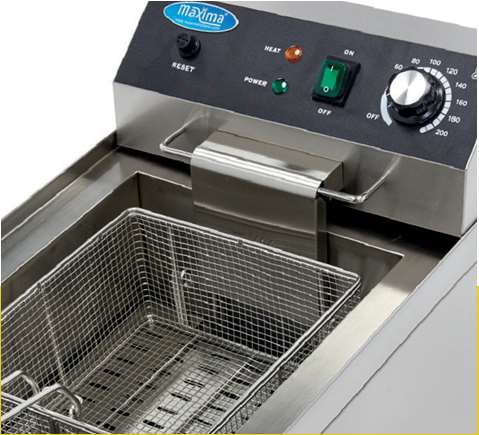 maxima
RESET
HEAT
POWER
ON
OFF
OFF
60
80
100
120
140
160
180
200